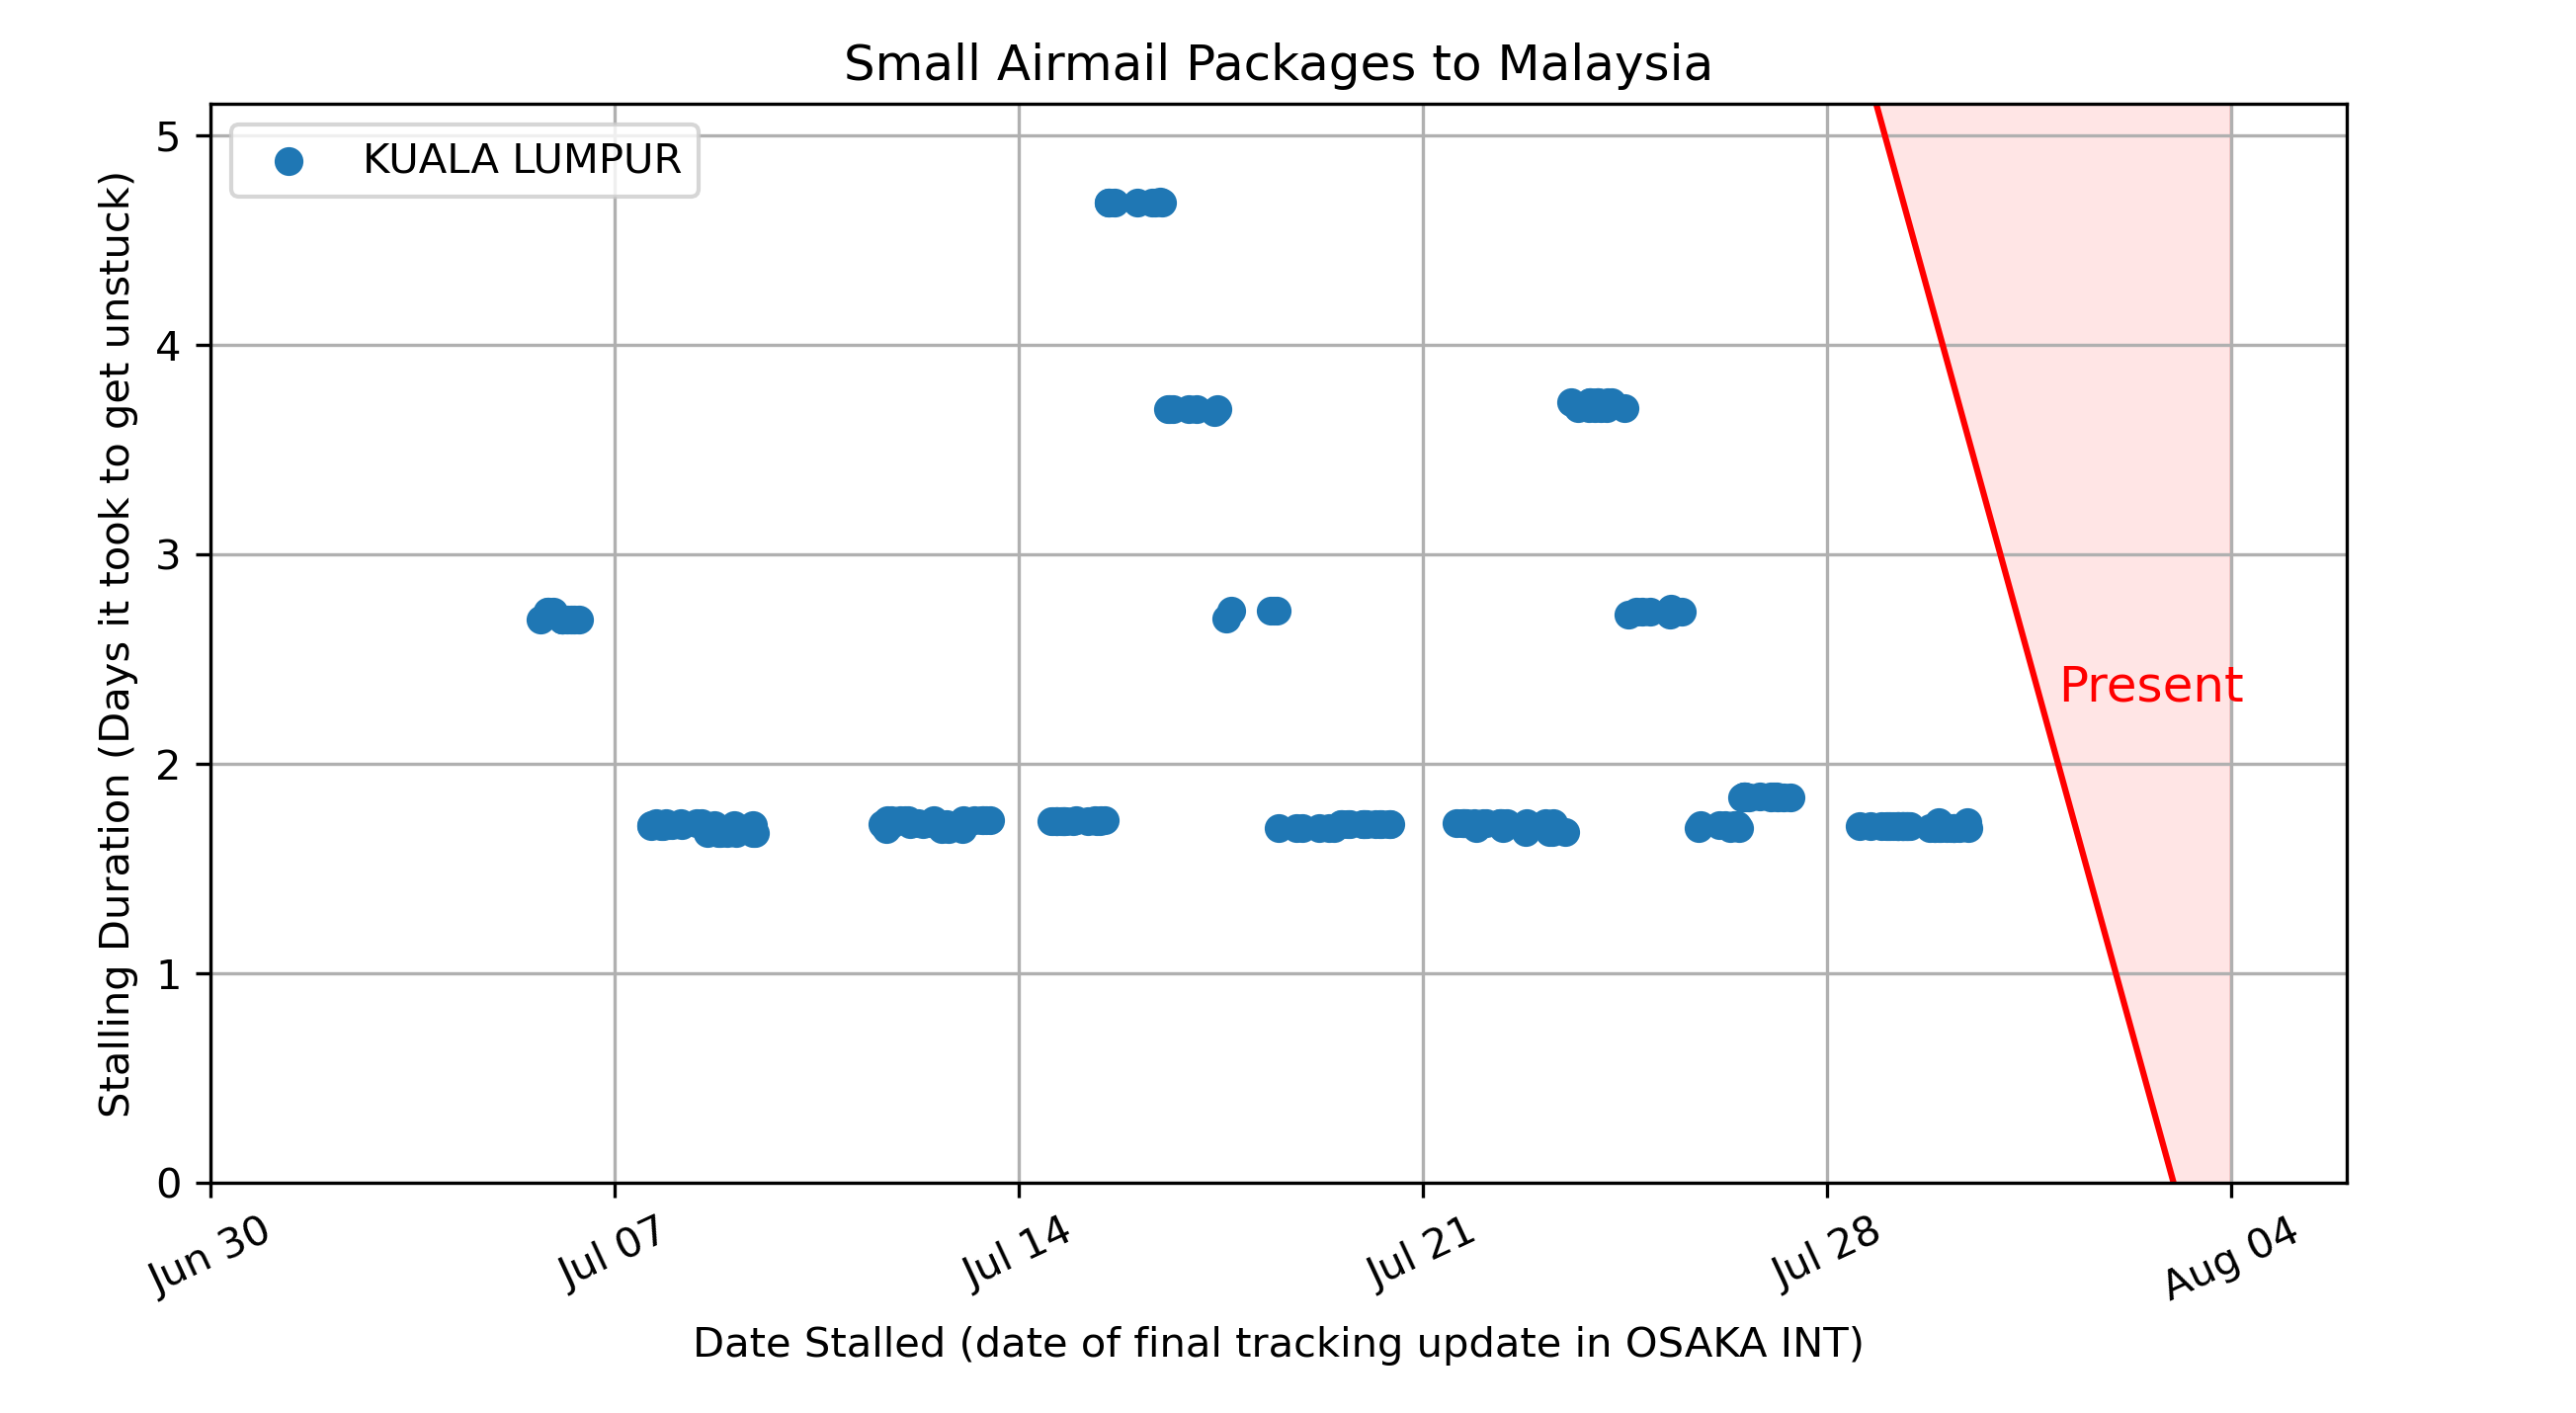 Small Airmail Packages to Malaysia
KUALA LUMPUR
Stalling Duration (Days it took to get unstuck)
5
4
3
2
1
0
Present
Jun 30
Jul 07
Jul 14
Jul 21
Jul 28
Aug 04
Date Stalled (date of final tracking update in OSAKA INT)